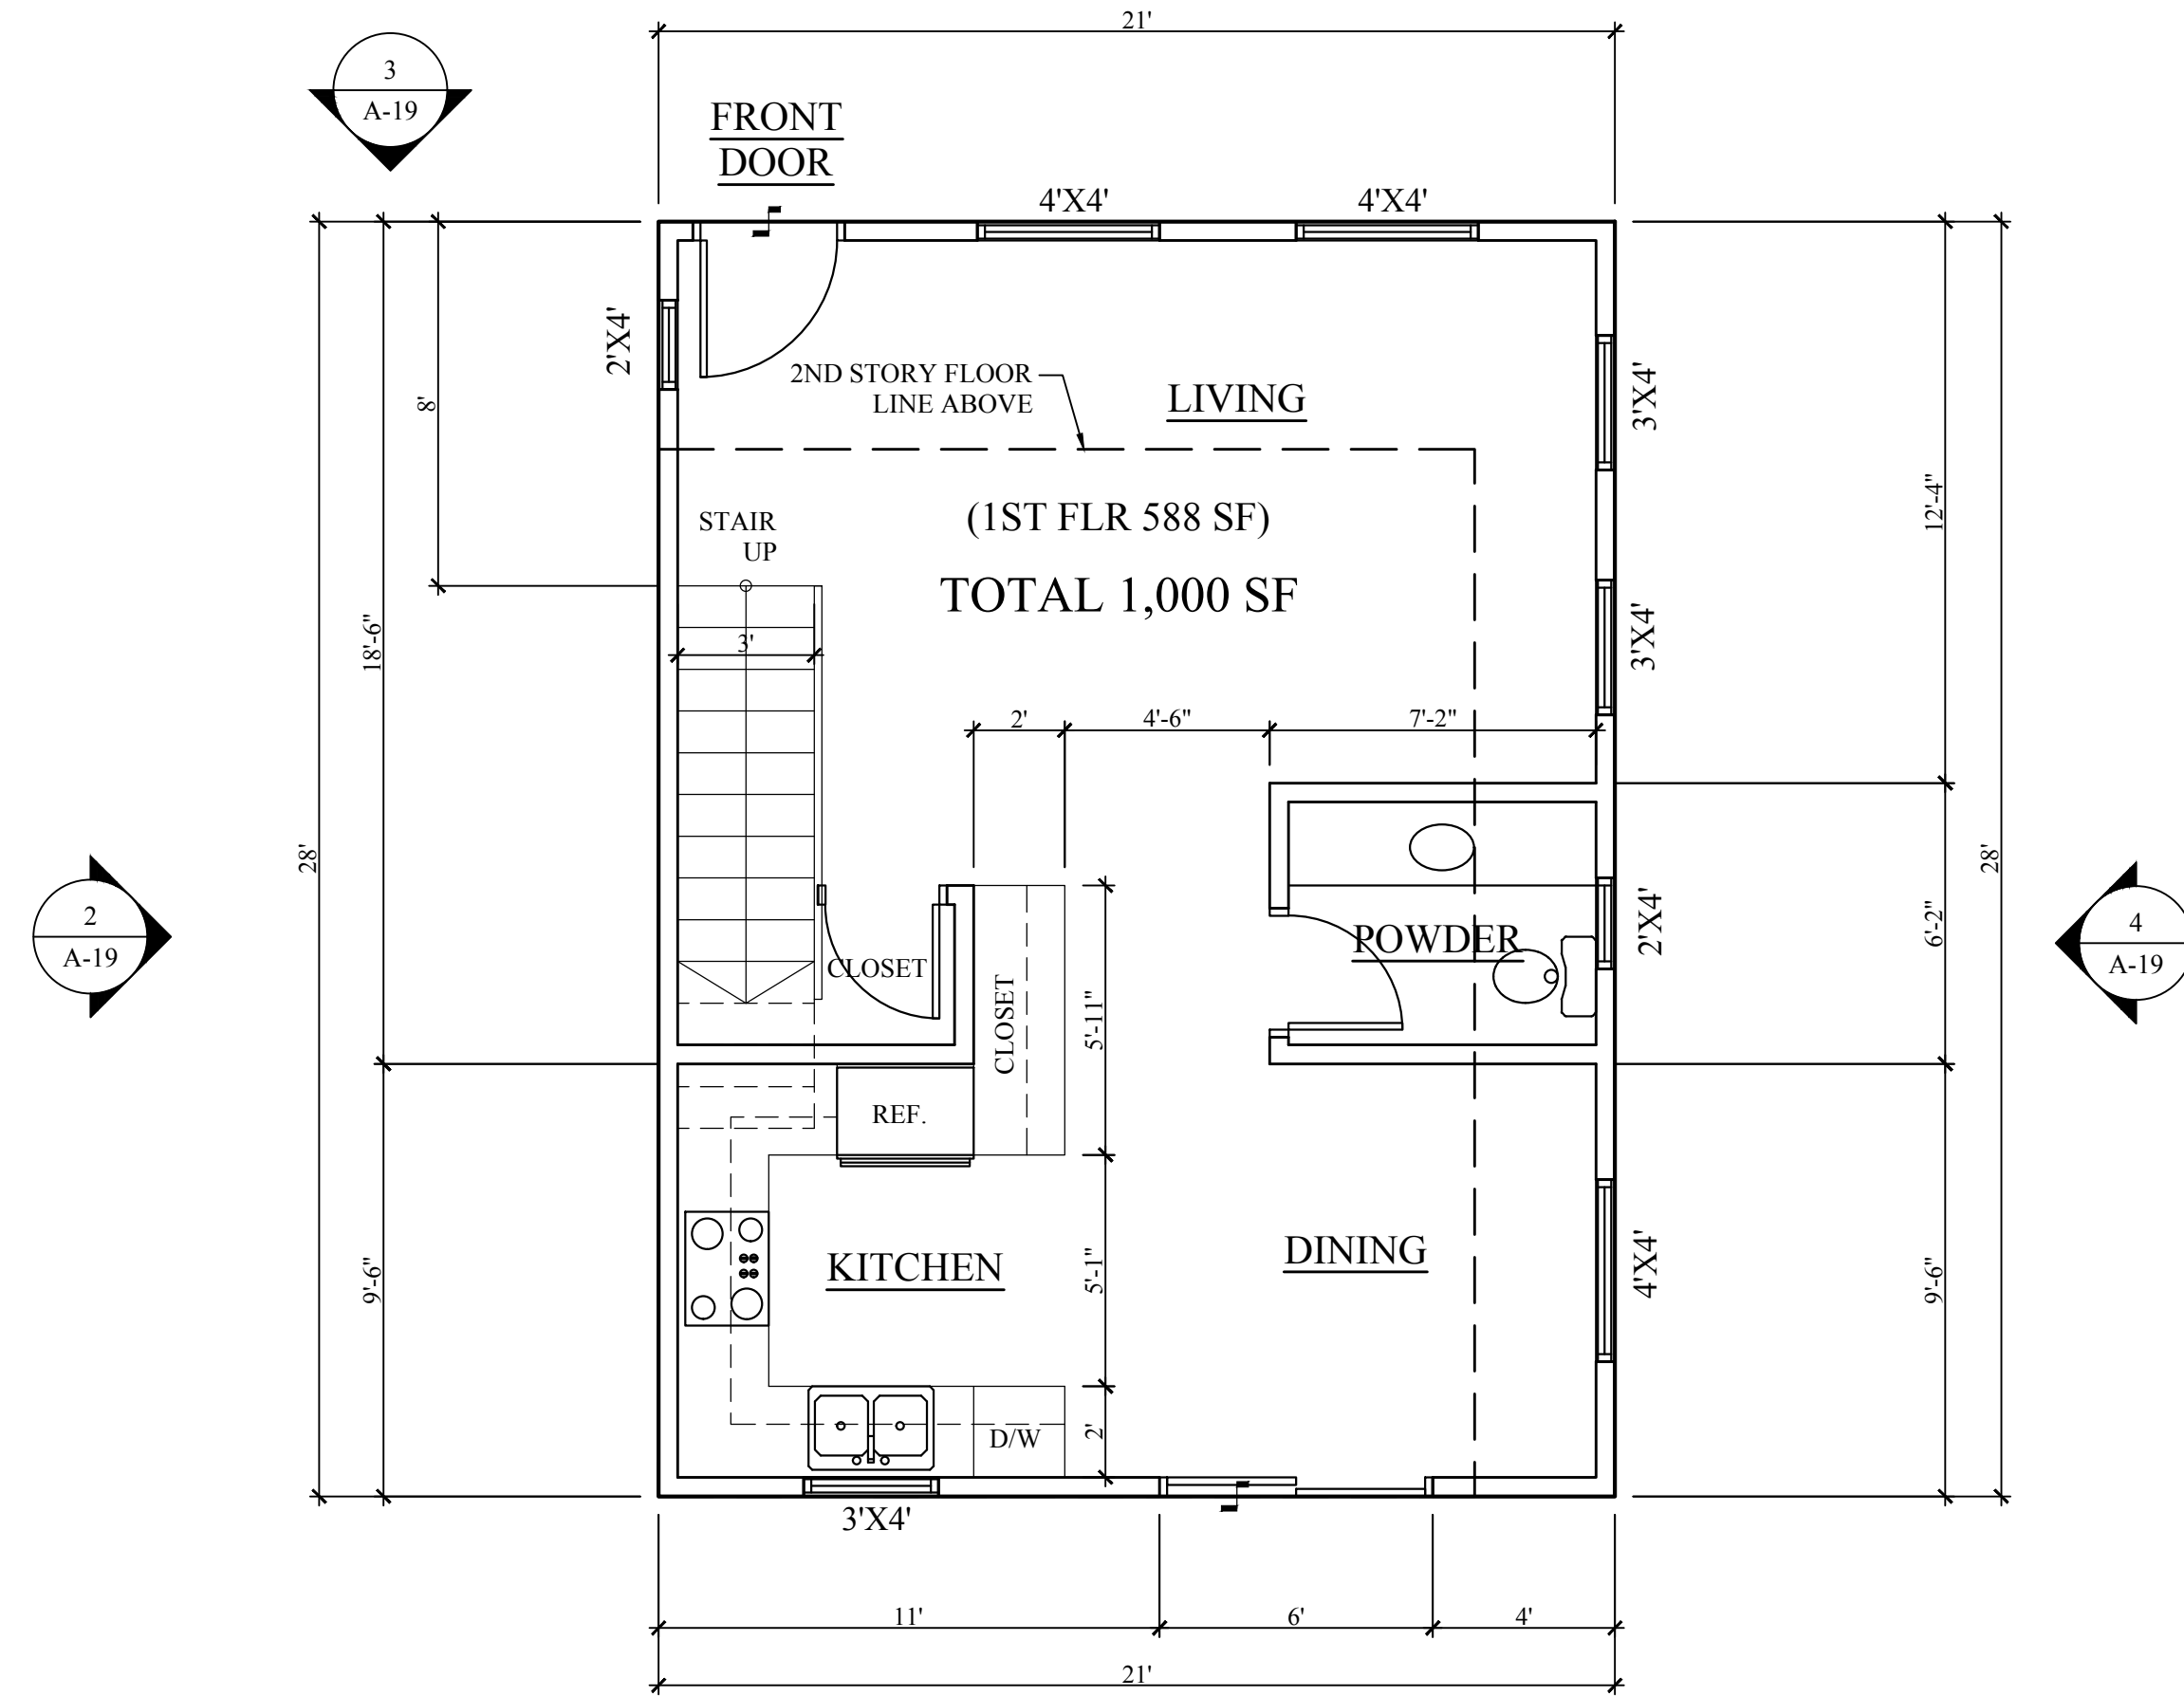 21'
3
A-19
FRONT
DOOR
4'X4'
4'X4'
2'X4'
2ND STORY FLOOR
LINE ABOVE
LIVING
3'X4'
8'
(1ST FLR 588 SF)
STAIR
UP
12'-4"
TOTAL 1,000 SF
18'-6"
3'
3'X4'
2'
4'-6"
7'-2"
28'
28'
2
A-19
CLOSET
CLOSET
5'-11"
POWDER
2'X4'
6'-2"
4
A-19
REF.
KITCHEN
5'-1"
DINING
4'X4'
9'-6"
9'-6"
D/W
2'
3'X4'
11'
6'
4'
21'